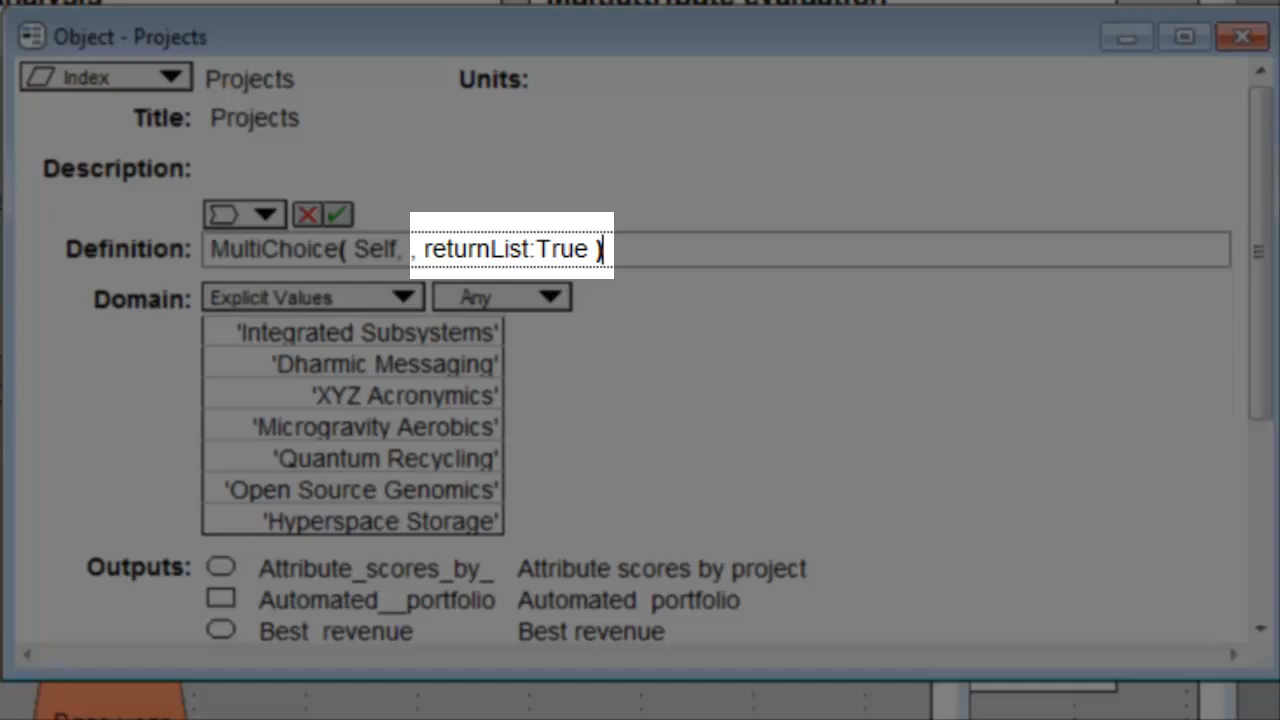 Multiattribute evaluation
Object - Projects
Index Projects Units:
Title: Projects
Description:
Definition: MultiChoice( Self, , returnList:True )
Domain: Explicit Values Any
'Integrated Subsystems'
'Dharmic Messaging'
'XYZ Acronymics'
'Microgravity Aerobics'
'Quantum Recycling'
'Open Source Genomics'
'Hyperspace Storage'
Outputs: Attribute_scores_by_ Attribute scores by project
Automated__portfolio Automated portfolio
Best revenue Best revenue